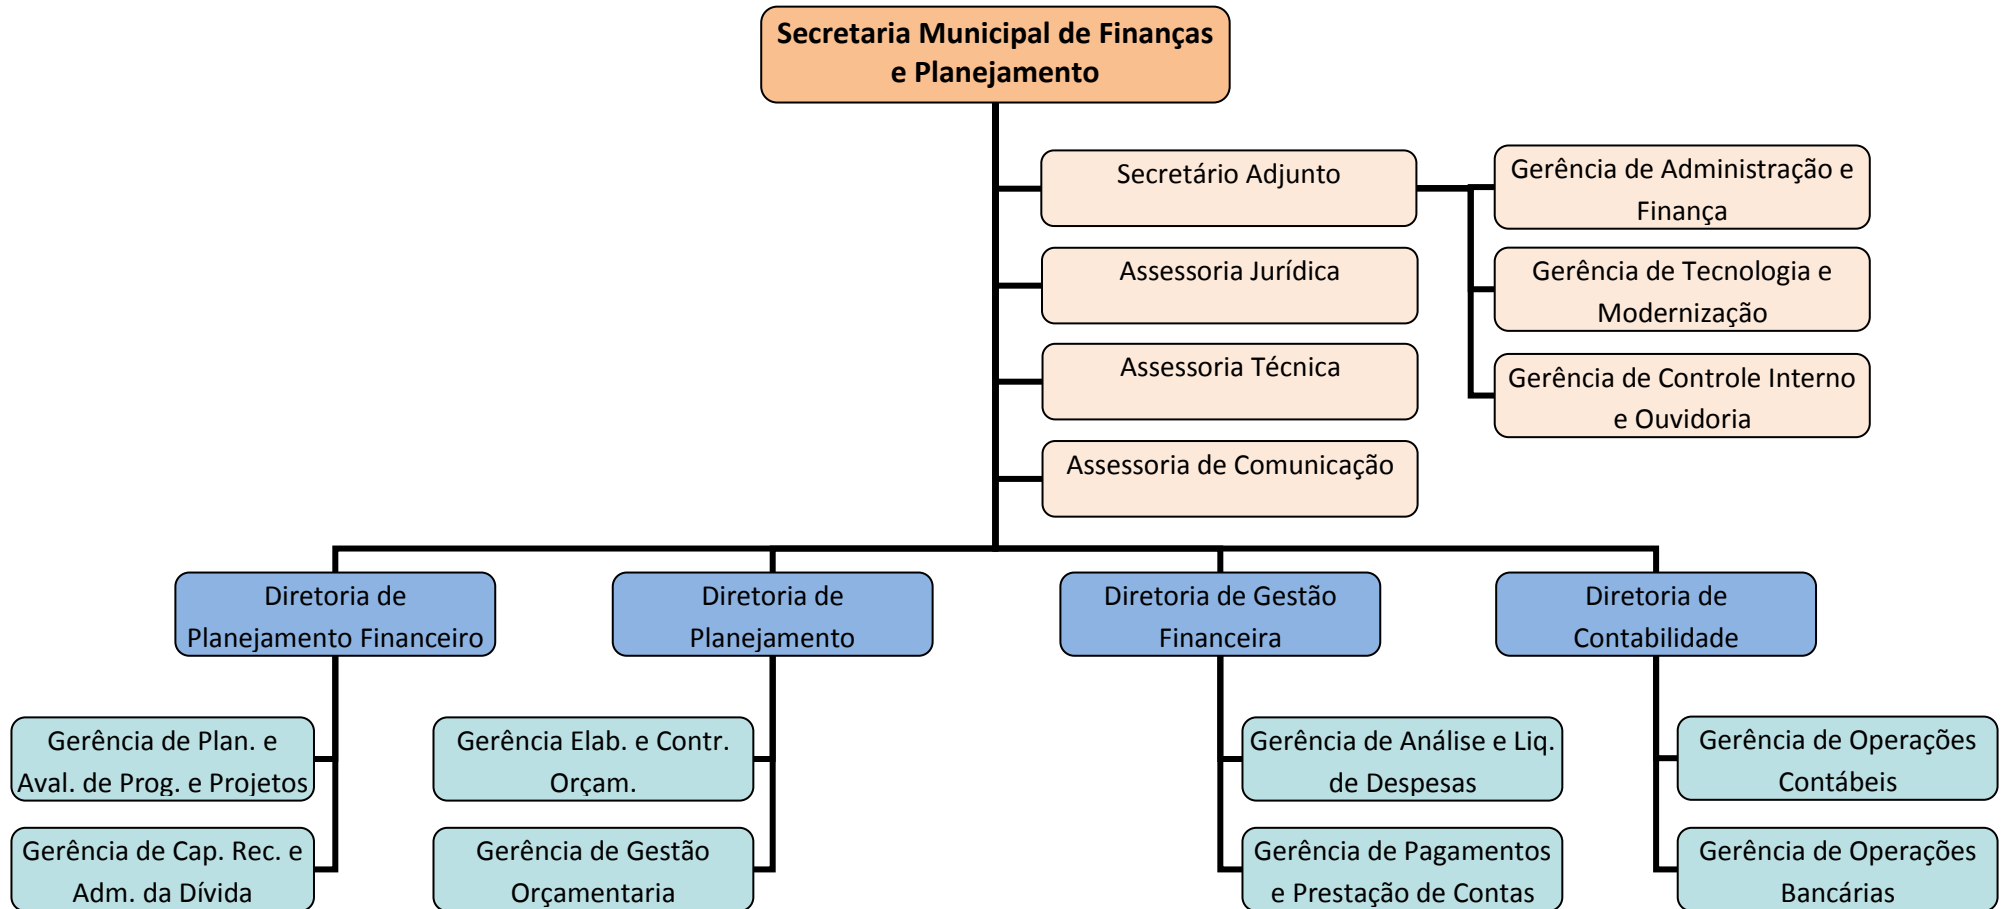 Secretaria Municipal de Finanças
e Planejamento
Secretário Adjunto
Gerência de Administração e
Finança
Assessoria Jurídica
Gerência de Tecnologia e
Modernização
Assessoria Técnica
Gerência de Controle Interno
e Ouvidoria
Assessoria de Comunicação
Diretoria de
Planejamento Financeiro
Diretoria de
Planejamento
Diretoria de Gestão
Financeira
Diretoria de
Contabilidade
Gerência de Plan. e
Aval. de Prog. e Projetos
Gerência Elab. e Contr.
Orçam.
Gerência de Análise e Liq.
de Despesas
Gerência de Operações
Contábeis
Gerência de Cap. Rec. e
Adm. da Dívida
Gerência de Gestão
Orçamentaria
Gerência de Pagamentos
e Prestação de Contas
Gerência de Operações
Bancárias